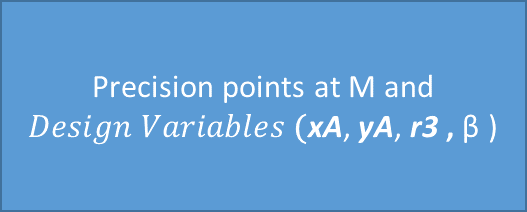 Precision points at M and
Design Variables (xA, yA, r3 , β )